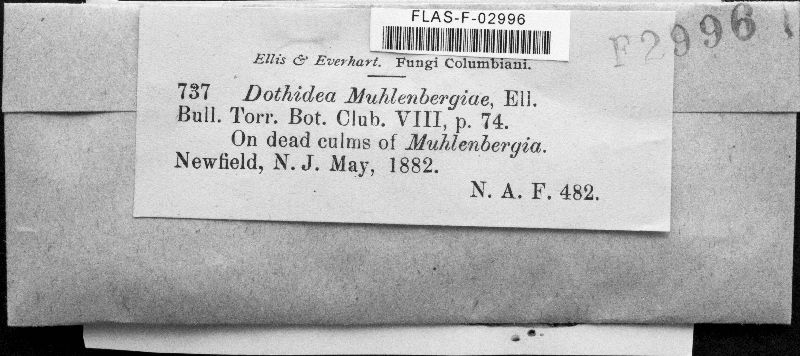 FLAS-F-02996
F2996
Ellis & Everhart. Fungi Columbiani.
737 Dothidea Muhlenbergiae, Ell.
Bull. Torr. Bot. Club. VIII, p. 74.
On dead culms of Muhlenbergia.
Newfield, N. J. May, 1882.
N. A. F. 482.